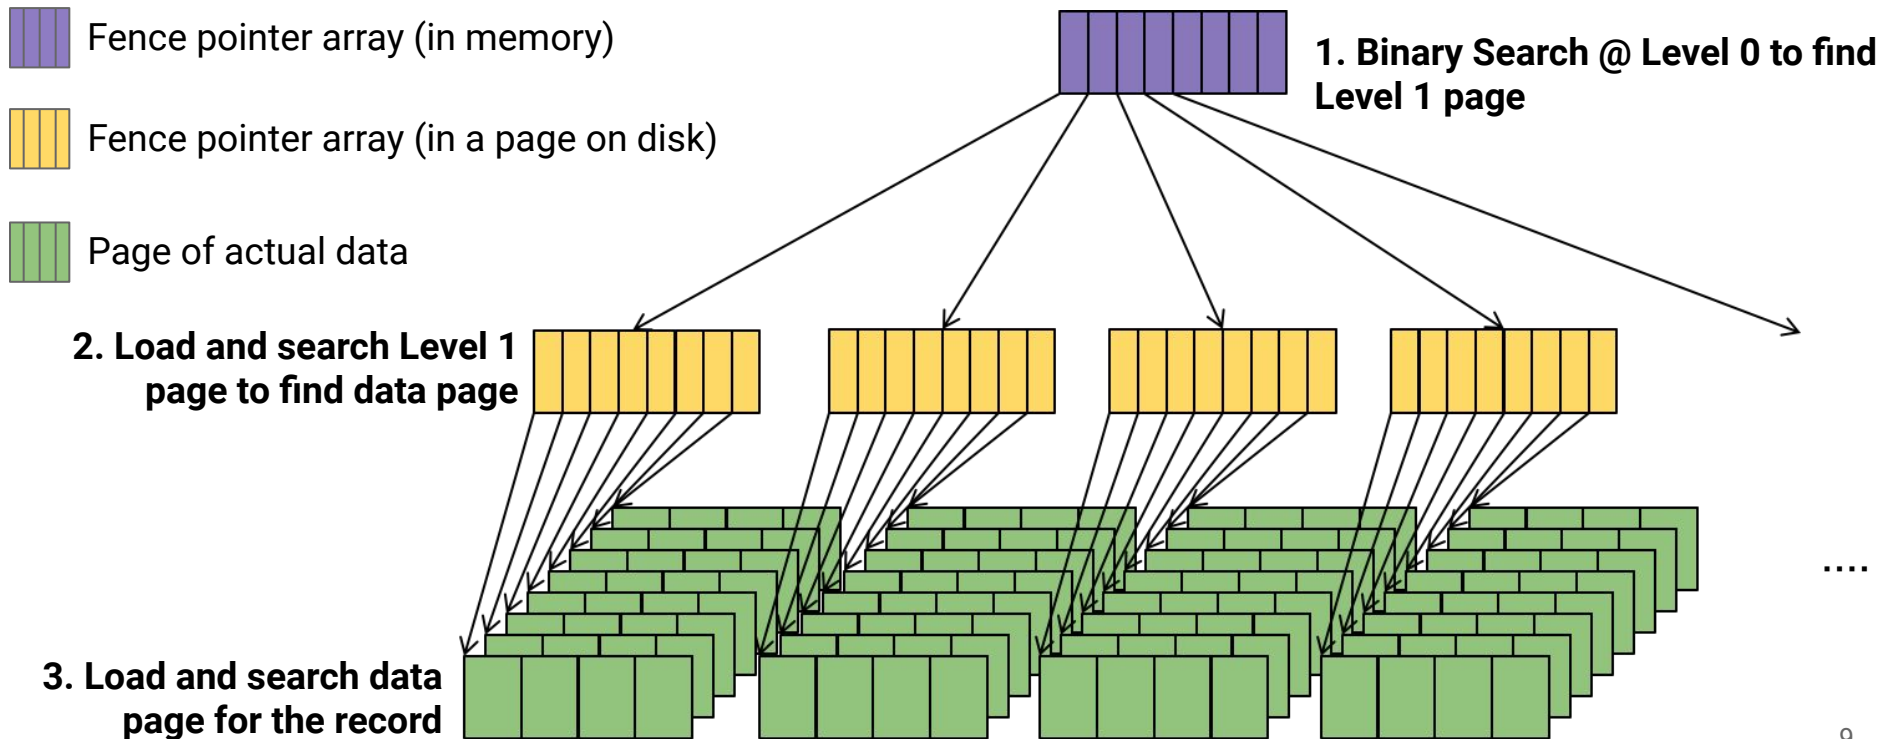 Fence pointer array (in memory)
1. Binary Search @ Level 0 to find
Level 1 page
Fence pointer array (in a page on disk)
Page of actual data
2. Load and search Level 1
page to find data page
....
3. Load and search data
page for the record
9